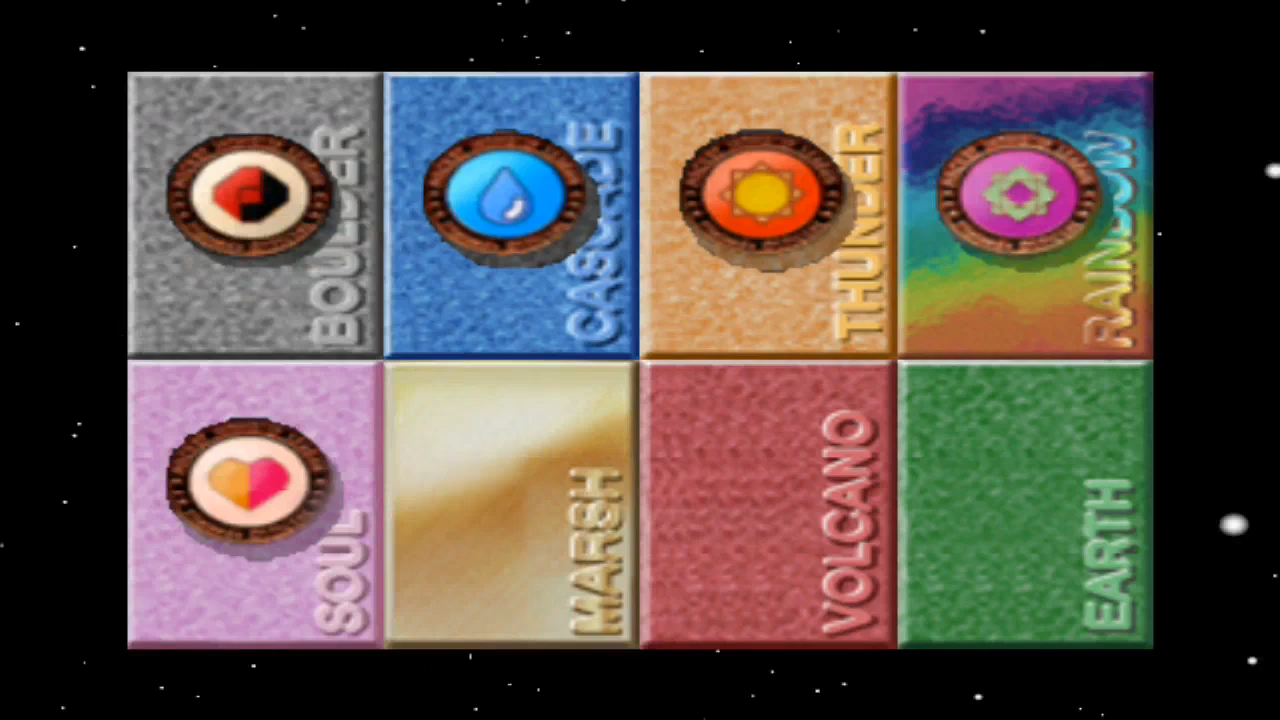 BOULDER
CASCADE
THUNDER
RAINBOW
SOUL
MARSH
VOLCANO
EARTH